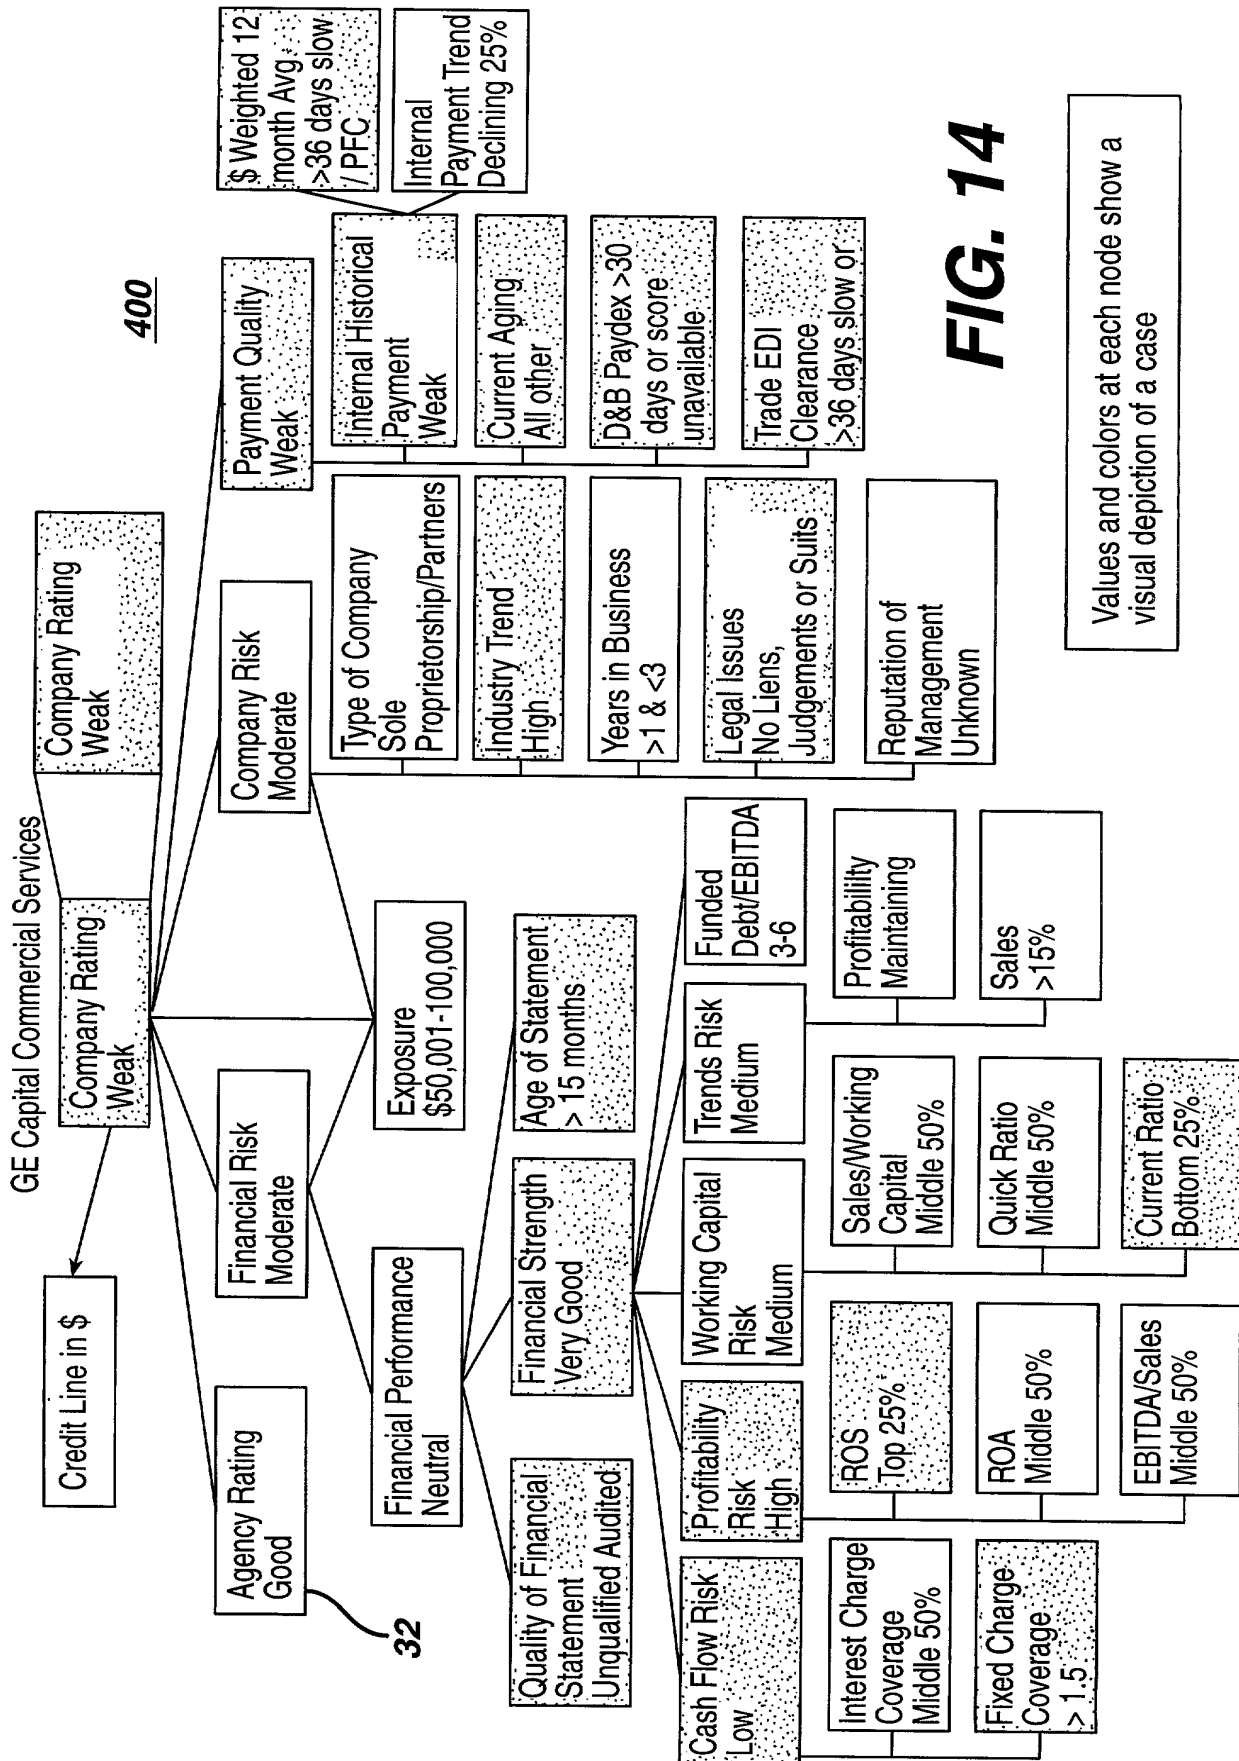 GE Capital Commercial Services
400
Credit Line in $
Company Rating
Weak
Company Rating
Weak
Agency Rating
Good
32
Financial Risk
Moderate
Company Risk
Moderate
Payment Quality
Weak
$ Weighted 12
month Avg.
>36 days slow
/ PFC
Internal
Payment Trend
Declining 25%
Financial Performance
Neutral
Exposure
$50,001-100,000
Type of Company
Sole
Proprietorship/Partners
Industry Trend
High
Years in Business
>1 & <3
Legal Issues
No Liens,
Judgements or Suits
Reputation of
Management
Unknown
Internal Historical
Payment
Weak
Current Aging
All other
D&B Paydex >30
days or score
unavailable
Trade EDI
Clearance
>36 days slow or
Quality of Financial
Statement
Unqualified Audited
Financial Strength
Very Good
Age of Statement
> 15 months
Cash Flow Risk
Low
Profitability
Risk
High
Working Capital
Risk
Medium
Trends Risk
Medium
Funded
Debt/EBITDA
3-6
Interest Charge
Coverage
Middle 50%
Fixed Charge
Coverage
> 1.5
ROS
Top 25%
ROA
Middle 50%
EBITDA/Sales
Middle 50%
Sales/Working
Capital
Middle 50%
Quick Ratio
Middle 50%
Current Ratio
Bottom 25%
Profitability
Maintaining
Sales
>15%
FIG. 14
Values and colors at each node show a
visual depiction of a case